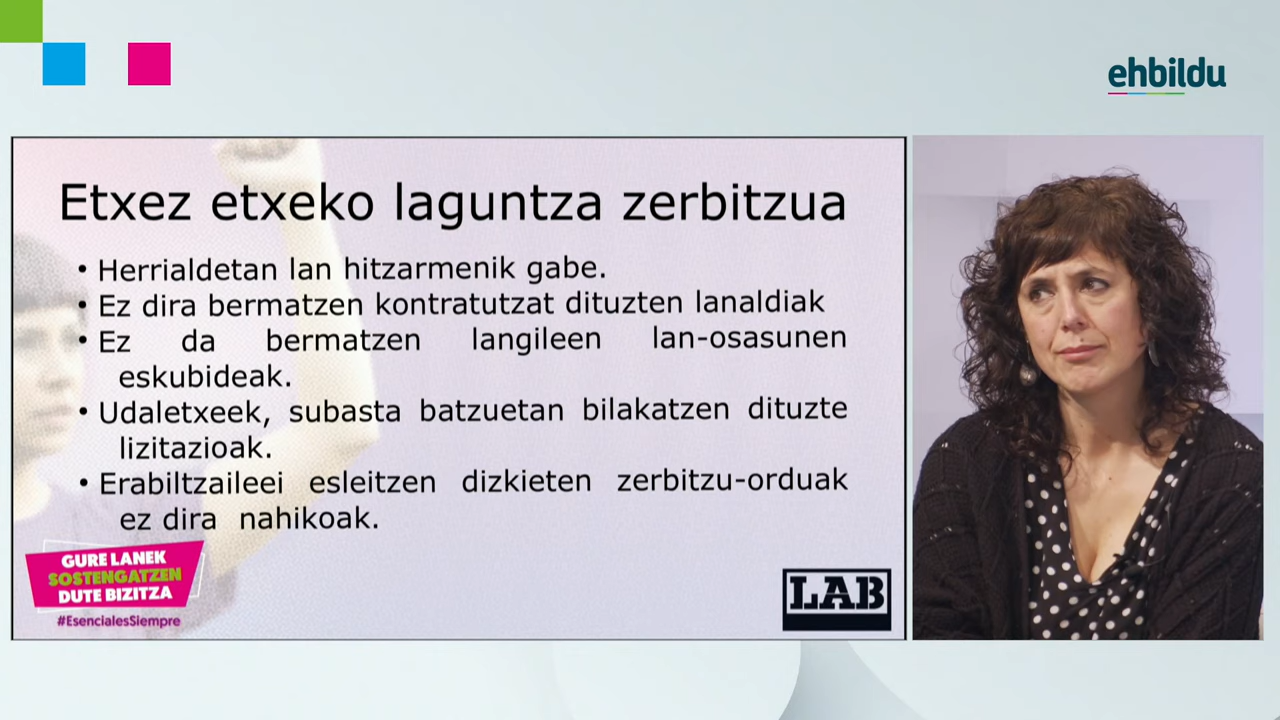 ehbildu
Etxez etxeko laguntza zerbitzua
• Herrialdetan lan hitzarmenik gabe.
• Ez dira bermatzen kontratutzat dituzten lanaldiak
• Ez da bermatzen langileen lan-osasunen
eskubideak.
• Udaletxeek, subasta batzuetan bilakatzen dituzte
lizitazioak.
• Erabiltzaileei esleitzen dizkieten zerbitzu-orduak
ez dira nahikoak.
GURE LANEK
SOSTENGATZEN
DUTE BIZITZA
#EsencialesSiempre
LAB